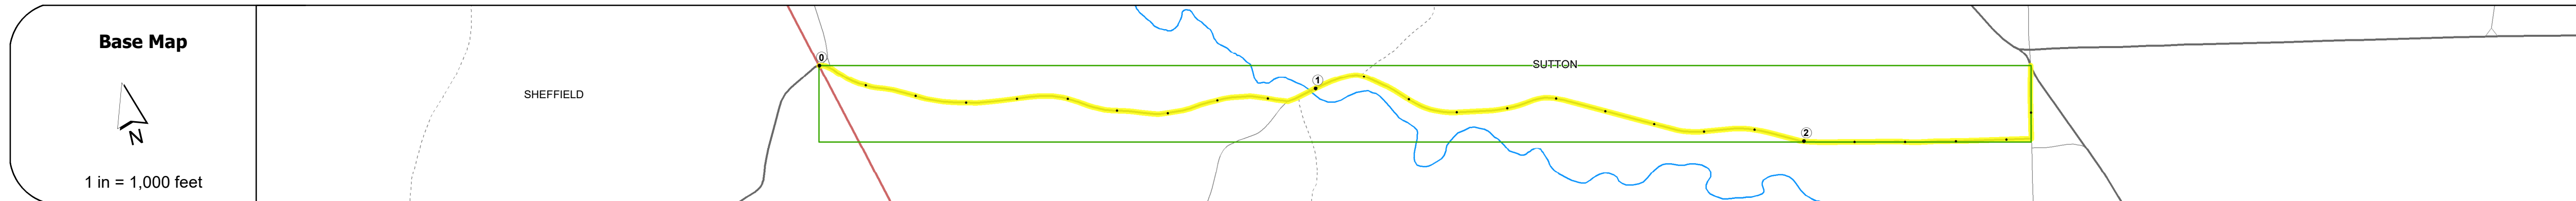 Base Map
N
1 in = 1,000 feet
SHEFFIELD
0
1
SUTTON
2